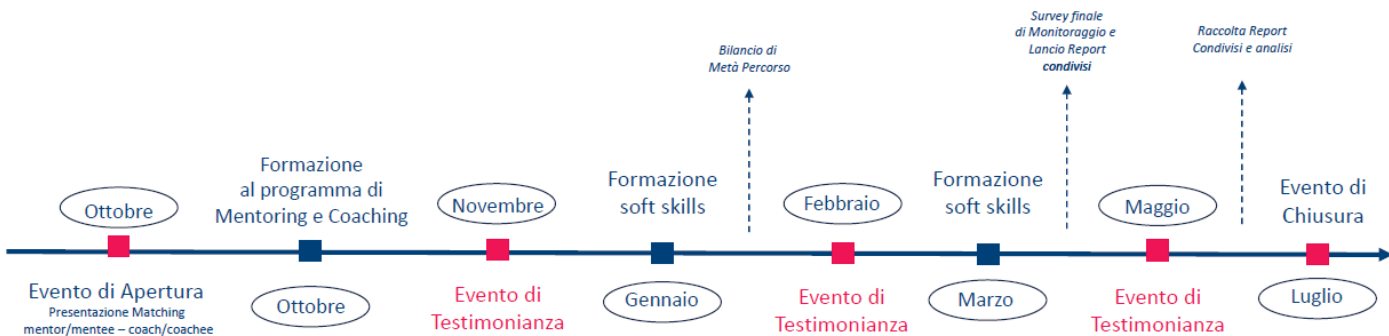 Survey finale
di Monitoraggio e
Lancio Report
condivisi
Raccolta Report
Condivisi e analisi
Bilancio di
Metà Percorso
Formazione
al programma di
Mentoring e Coaching
Formazione
soft skills
Formazione
soft skills
Evento di
Chiusura
Ottobre
Novembre
Febbraio
Maggio
Evento di Apertura
Presentazione Matching
mentor/mentee – coach/coachee
Ottobre
Evento di
Testimonianza
Gennaio
Evento di
Testimonianza
Marzo
Evento di
Testimonianza
Luglio